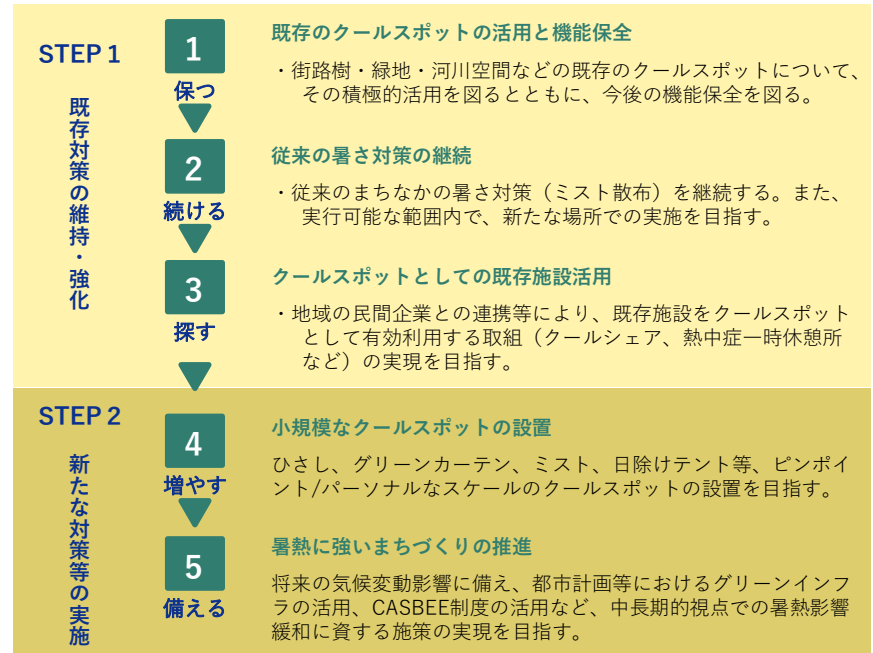 STEP 1
既存対策の維持・強化
1
保つ
既存のクールスポットの活用と機能保全
・街路樹・緑地・河川空間などの既存のクールスポットについて、
その積極的活用を図るとともに、今後の機能保全を図る。
2
続ける
従来の暑さ対策の継続
・従来のまちなかの暑さ対策（ミスト散布）を継続する。また、
実行可能な範囲内で、新たな場所での実施を目指す。
3
探す
クールスポットとしての既存施設活用
・地域の民間企業との連携等により、既存施設をクールスポット
として有効利用する取組（クールシェア、熱中症一時休憩所
など）の実現を目指す。
STEP 2
新たな対策等の実施
4
増やす
小規模なクールスポットの設置
ひさし、グリーンカーテン、ミスト、日除けテント等、ピンポイ
ント/パーソナルなスケールのクールスポットの設置を目指す。
5
備える
暑熱に強いまちづくりの推進
将来の気候変動影響に備え、都市計画等におけるグリーンインフ
ラの活用、CASBEE制度の活用など、中長期的視点での暑熱影響
緩和に資する施策の実現を目指す。